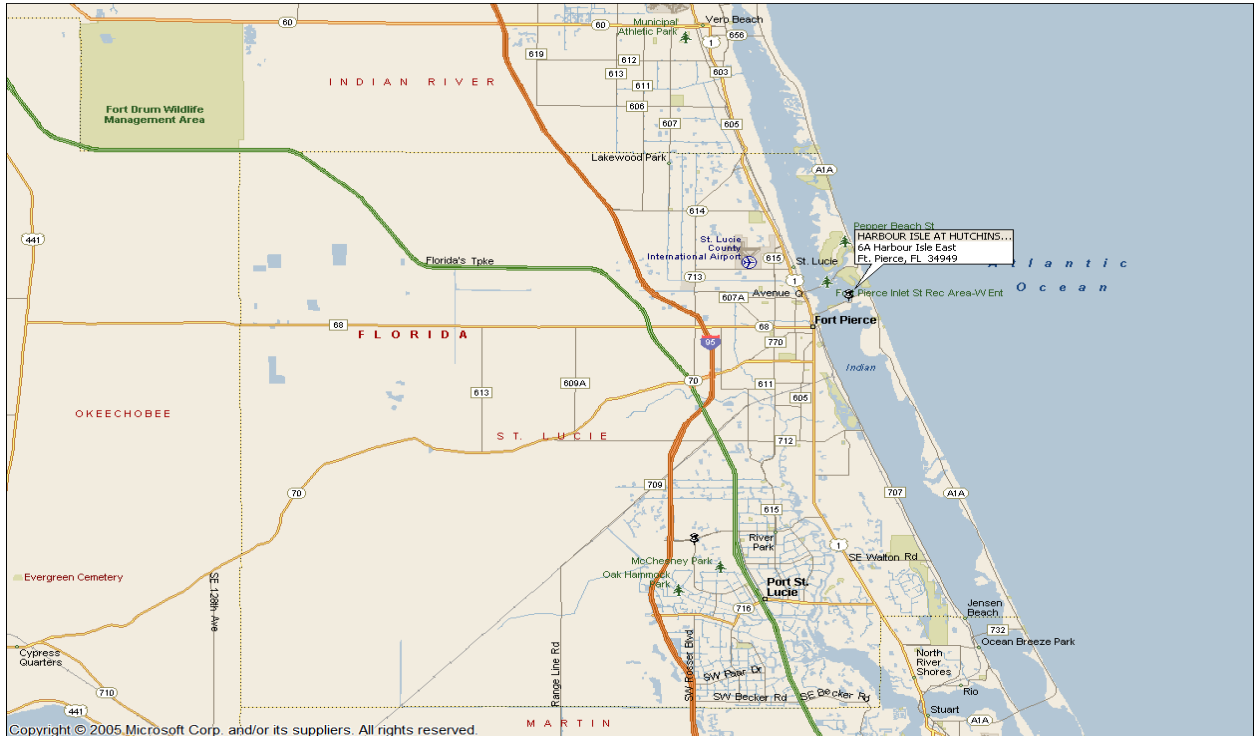 60
60
Municipal
Athletic Park
Vero Beach
656
1
619
612
603
613
611
INDIAN RIVER
606
Fort Drum Wildlife
Management Area
607
605
Lakewood Park
A1A
614
441
Pepper Beach St
HARBOUR ISLE AT HUTCHINS...
6A Harbour Isle East
Ft. Pierce, FL 34949
St. Lucie
County
International Airport
615
St. Lucie
Florida's Tpke
Atlantic
Ocean
713
1
Avenue Q
607A
Fort Pierce Inlet St Rec Area-W Ent
68
FLORIDA
68
Fort Pierce
95
770
Indian
70
613
609A
611
605
OKEECHOBEE
ST. LUCIE
712
709
70
707
A1A
615
River
Park
1
SE Walton Rd
McChesney Park
Oak Hammock
Park
Evergreen Cemetery
SE 128th Ave
Port St.
Lucie
716
Jensen
Beach
732
Ocean Breeze Park
Cypress
Quarters
Range Line Rd
SW Rosser Blvd
North
River
Shores
SW Paar Dr
710
SW Becker Rd
SE Becker Rd
Rio
441
Stuart
MARTIN
A1A
Copyright © 2005 Microsoft Corp. and/or its suppliers. All rights reserved.